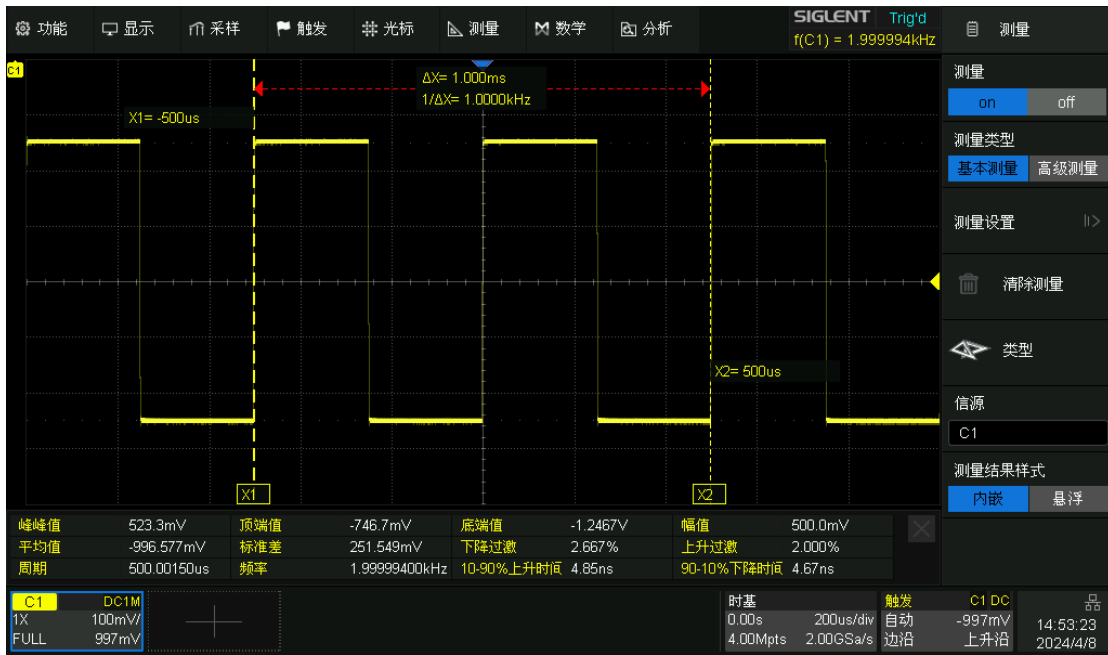 功能 显示 采样 触发 光标 测量 数学 分析 SIGLENT Trig'd 测量
f(C1) = 1.999994kHz
C1
ΔX= 1.000ms
1/ΔX= 1.0000kHz
X1= -500us
X2= 500us
X1 X2
测量
on off
测量类型
基本测量 高级测量
测量设置
清除测量
类型
信源
C1
测量结果样式
内嵌 悬浮
峰峰值 523.3mV 顶端值 -746.7mV 底端值 -1.2467V 幅值 500.0mV
平均值 -996.577mV 标准差 251.549mV 下降过激 2.667% 上升过激 2.000%
周期 500.00150us 频率 1.99999400kHz 10-90%上升时间 4.85ns 90-10%下降时间 4.67ns
C1 DC1M
1X 100mV/
FULL 997mV
时基
0.00s 200us/div
4.00Mpts 2.00GSa/s
触发 C1 DC
自动 -997mV
边沿 上升沿
14:53:23
2024/4/8